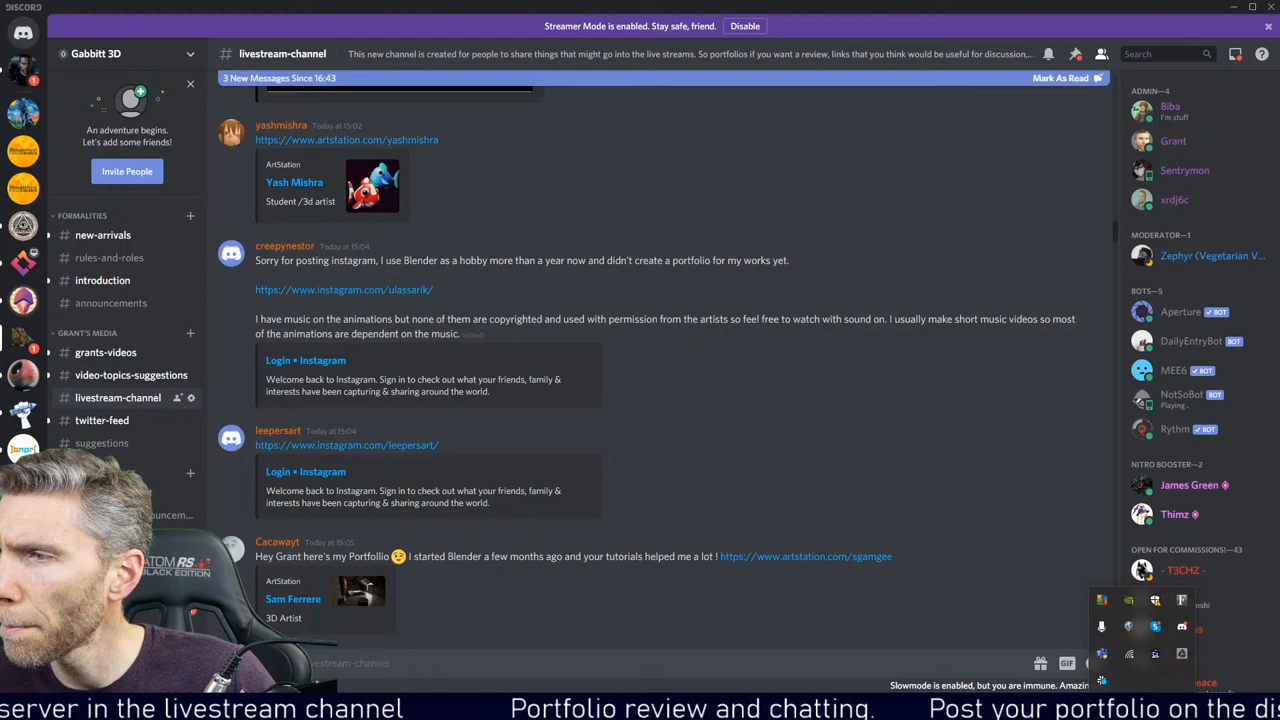 DISCORD
Streamer Mode is enabled. Stay safe, friend. Disable
Gabbitt 3D
# livestream-channel
This new channel is created for people to share things that might go into the live streams. So portfolios if you want a review, links that you think would be useful for discussion,...
Search
3 New Messages Since 16:43
Mark As Read
An adventure begins.
Let's add some friends!
Invite People
FORMALITIES
# new-arrivals
# rules-and-roles
# introduction
# announcements
GRANT'S MEDIA
# grants-videos
# video-topics-suggestions
# livestream-channel
# twitter-feed
# suggestions
1
1
yashmishra Today at 15:02
https://www.artstation.com/yashmishra
ArtStation
Yash Mishra
Student /3d artist
creepynestor Today at 15:04
Sorry for posting instagram, I use Blender as a hobby more than a year now and didn't create a portfolio for my works yet.
https://www.instagram.com/ulassarik/
I have music on the animations but none of them are copyrighted and used with permission from the artists so feel free to watch with sound on. I usually make short music videos so most
of the animations are dependent on the music. (edited)
Login • Instagram
Welcome back to Instagram. Sign in to check out what your friends, family &
interests have been capturing & sharing around the world.
leepersart Today at 15:04
https://www.instagram.com/leepersart/
Login • Instagram
Welcome back to Instagram. Sign in to check out what your friends, family &
interests have been capturing & sharing around the world.
Cacawayt Today at 15:05
Hey Grant here's my Portfollio 😉 I started Blender a few months ago and your tutorials helped me a lot ! https://www.artstation.com/sgamgee
ArtStation
Sam Ferrere
3D Artist
livestream-channel
GIF
Slowmode is enabled, but you are immune. Amazin
ADMIN—4
Biba
I'm stuff
Grant
Sentrymon
xrdj6c
MODERATOR—1
Zephyr (Vegetarian V...
BOTS—5
Aperture BOT
DailyEntryBot BOT
MEE6 BOT
NotSoBot BOT
Playing .
Rythm BOT
NITRO BOOSTER—2
James Green
Thimz
OPEN FOR COMMISSIONS!—43
- T3CHZ -
ATOM RS
BLACK EDITION
server in the livestream channel
Portfolio review and chatting.
Post your portfolio on the dis